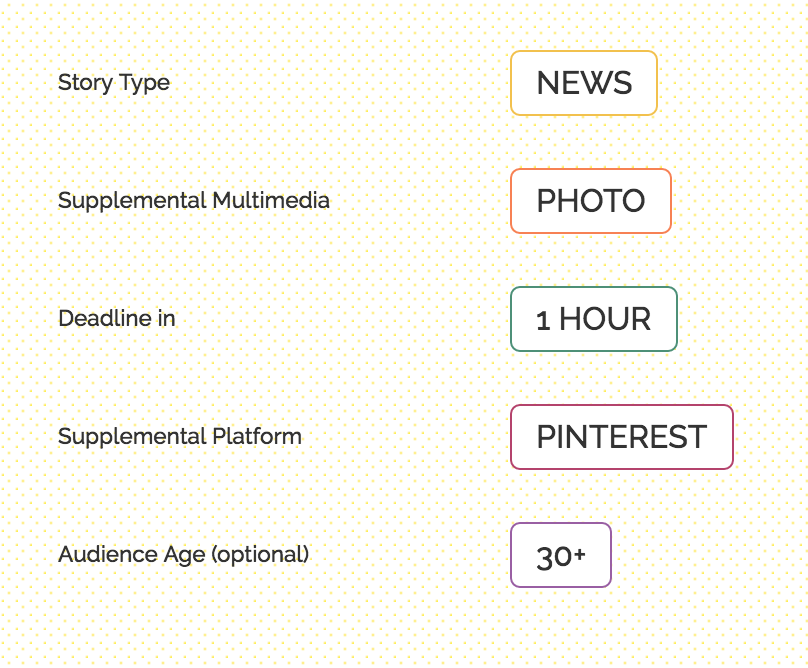 Story Type NEWS
Supplemental Multimedia PHOTO
Deadline in 1 HOUR
Supplemental Platform PINTEREST
Audience Age (optional) 30+